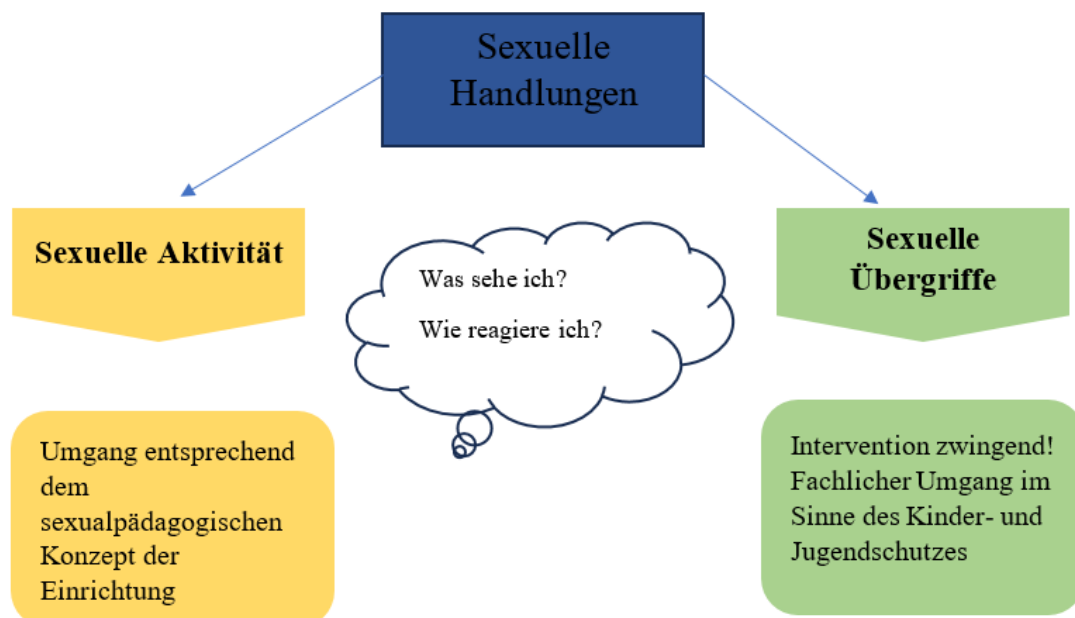 Sexuelle
Handlungen
Sexuelle Aktivität
Was sehe ich?
Wie reagiere ich?
Sexuelle
Übergriffe
Umgang entsprechend
dem
sexualpädagogischen
Konzept der
Einrichtung
Intervention zwingend!
Fachlicher Umgang im
Sinne des Kinder- und
Jugendschutzes